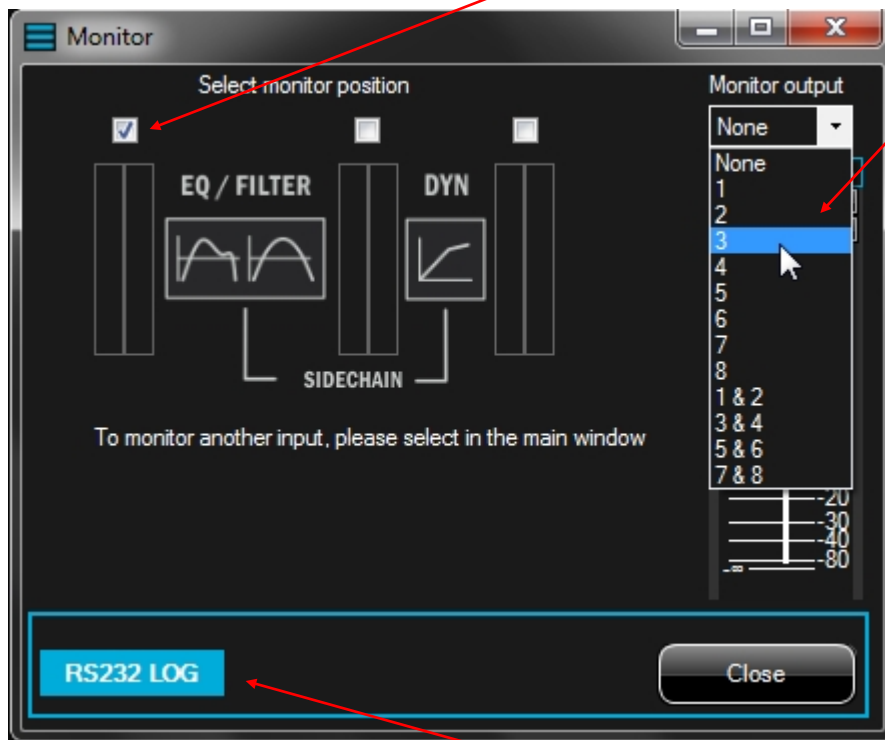 Monitor
Select monitor position
Monitor output
None
EQ / FILTER
DYN
SIDECHAIN
To monitor another input, please select in the main window
None
1
2
3
4
5
6
7
8
1 & 2
3 & 4
5 & 6
7 & 8
-20
-30
-40
-80
-∞
RS232 LOG
Close